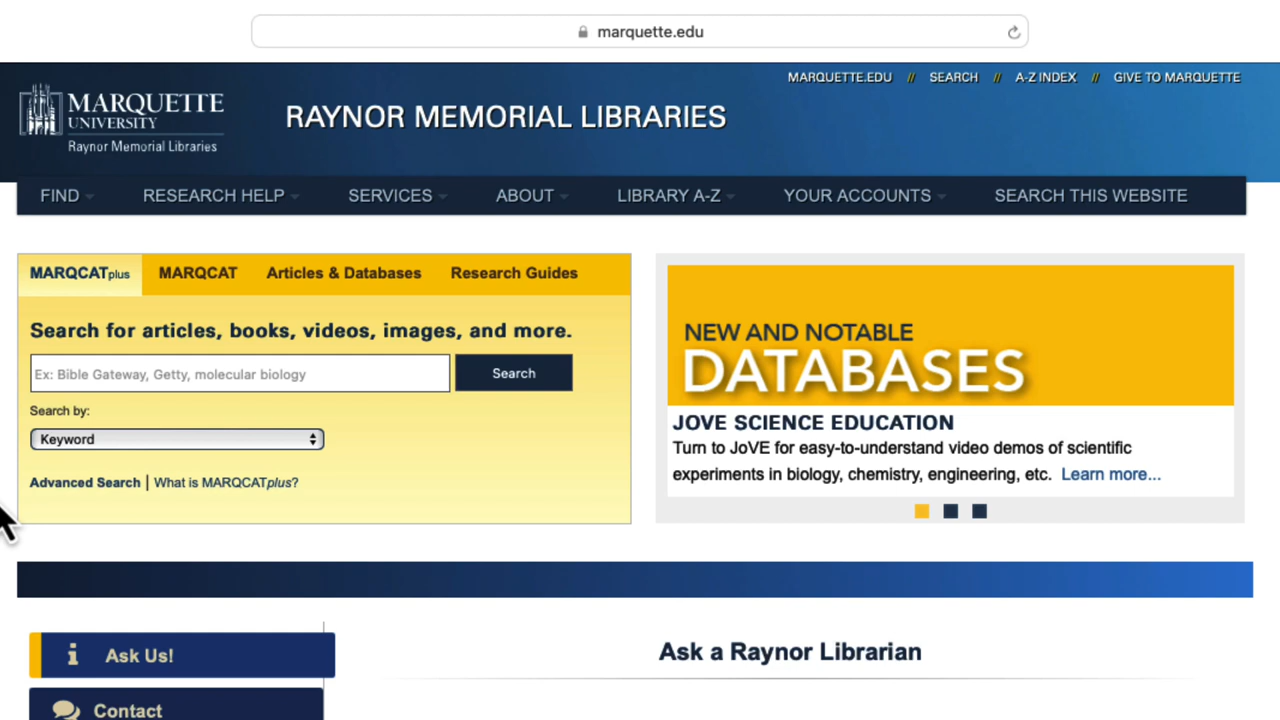 marquette.edu
MARQUETTE.EDU // SEARCH // A-Z INDEX // GIVE TO MARQUETTE
MARQUETTE
UNIVERSITY
Raynor Memorial Libraries
RAYNOR MEMORIAL LIBRARIES
FIND RESEARCH HELP SERVICES ABOUT LIBRARY A-Z YOUR ACCOUNTS SEARCH THIS WEBSITE
MARQCATplus MARQCAT Articles & Databases Research Guides
Search for articles, books, videos, images, and more.
Ex: Bible Gateway, Getty, molecular biology Search
Search by:
Keyword
Advanced Search | What is MARQCATplus?
NEW AND NOTABLE
DATABASES
JOVE SCIENCE EDUCATION
Turn to JoVE for easy-to-understand video demos of scientific
experiments in biology, chemistry, engineering, etc. Learn more...
Ask Us!
Contact
Ask a Raynor Librarian